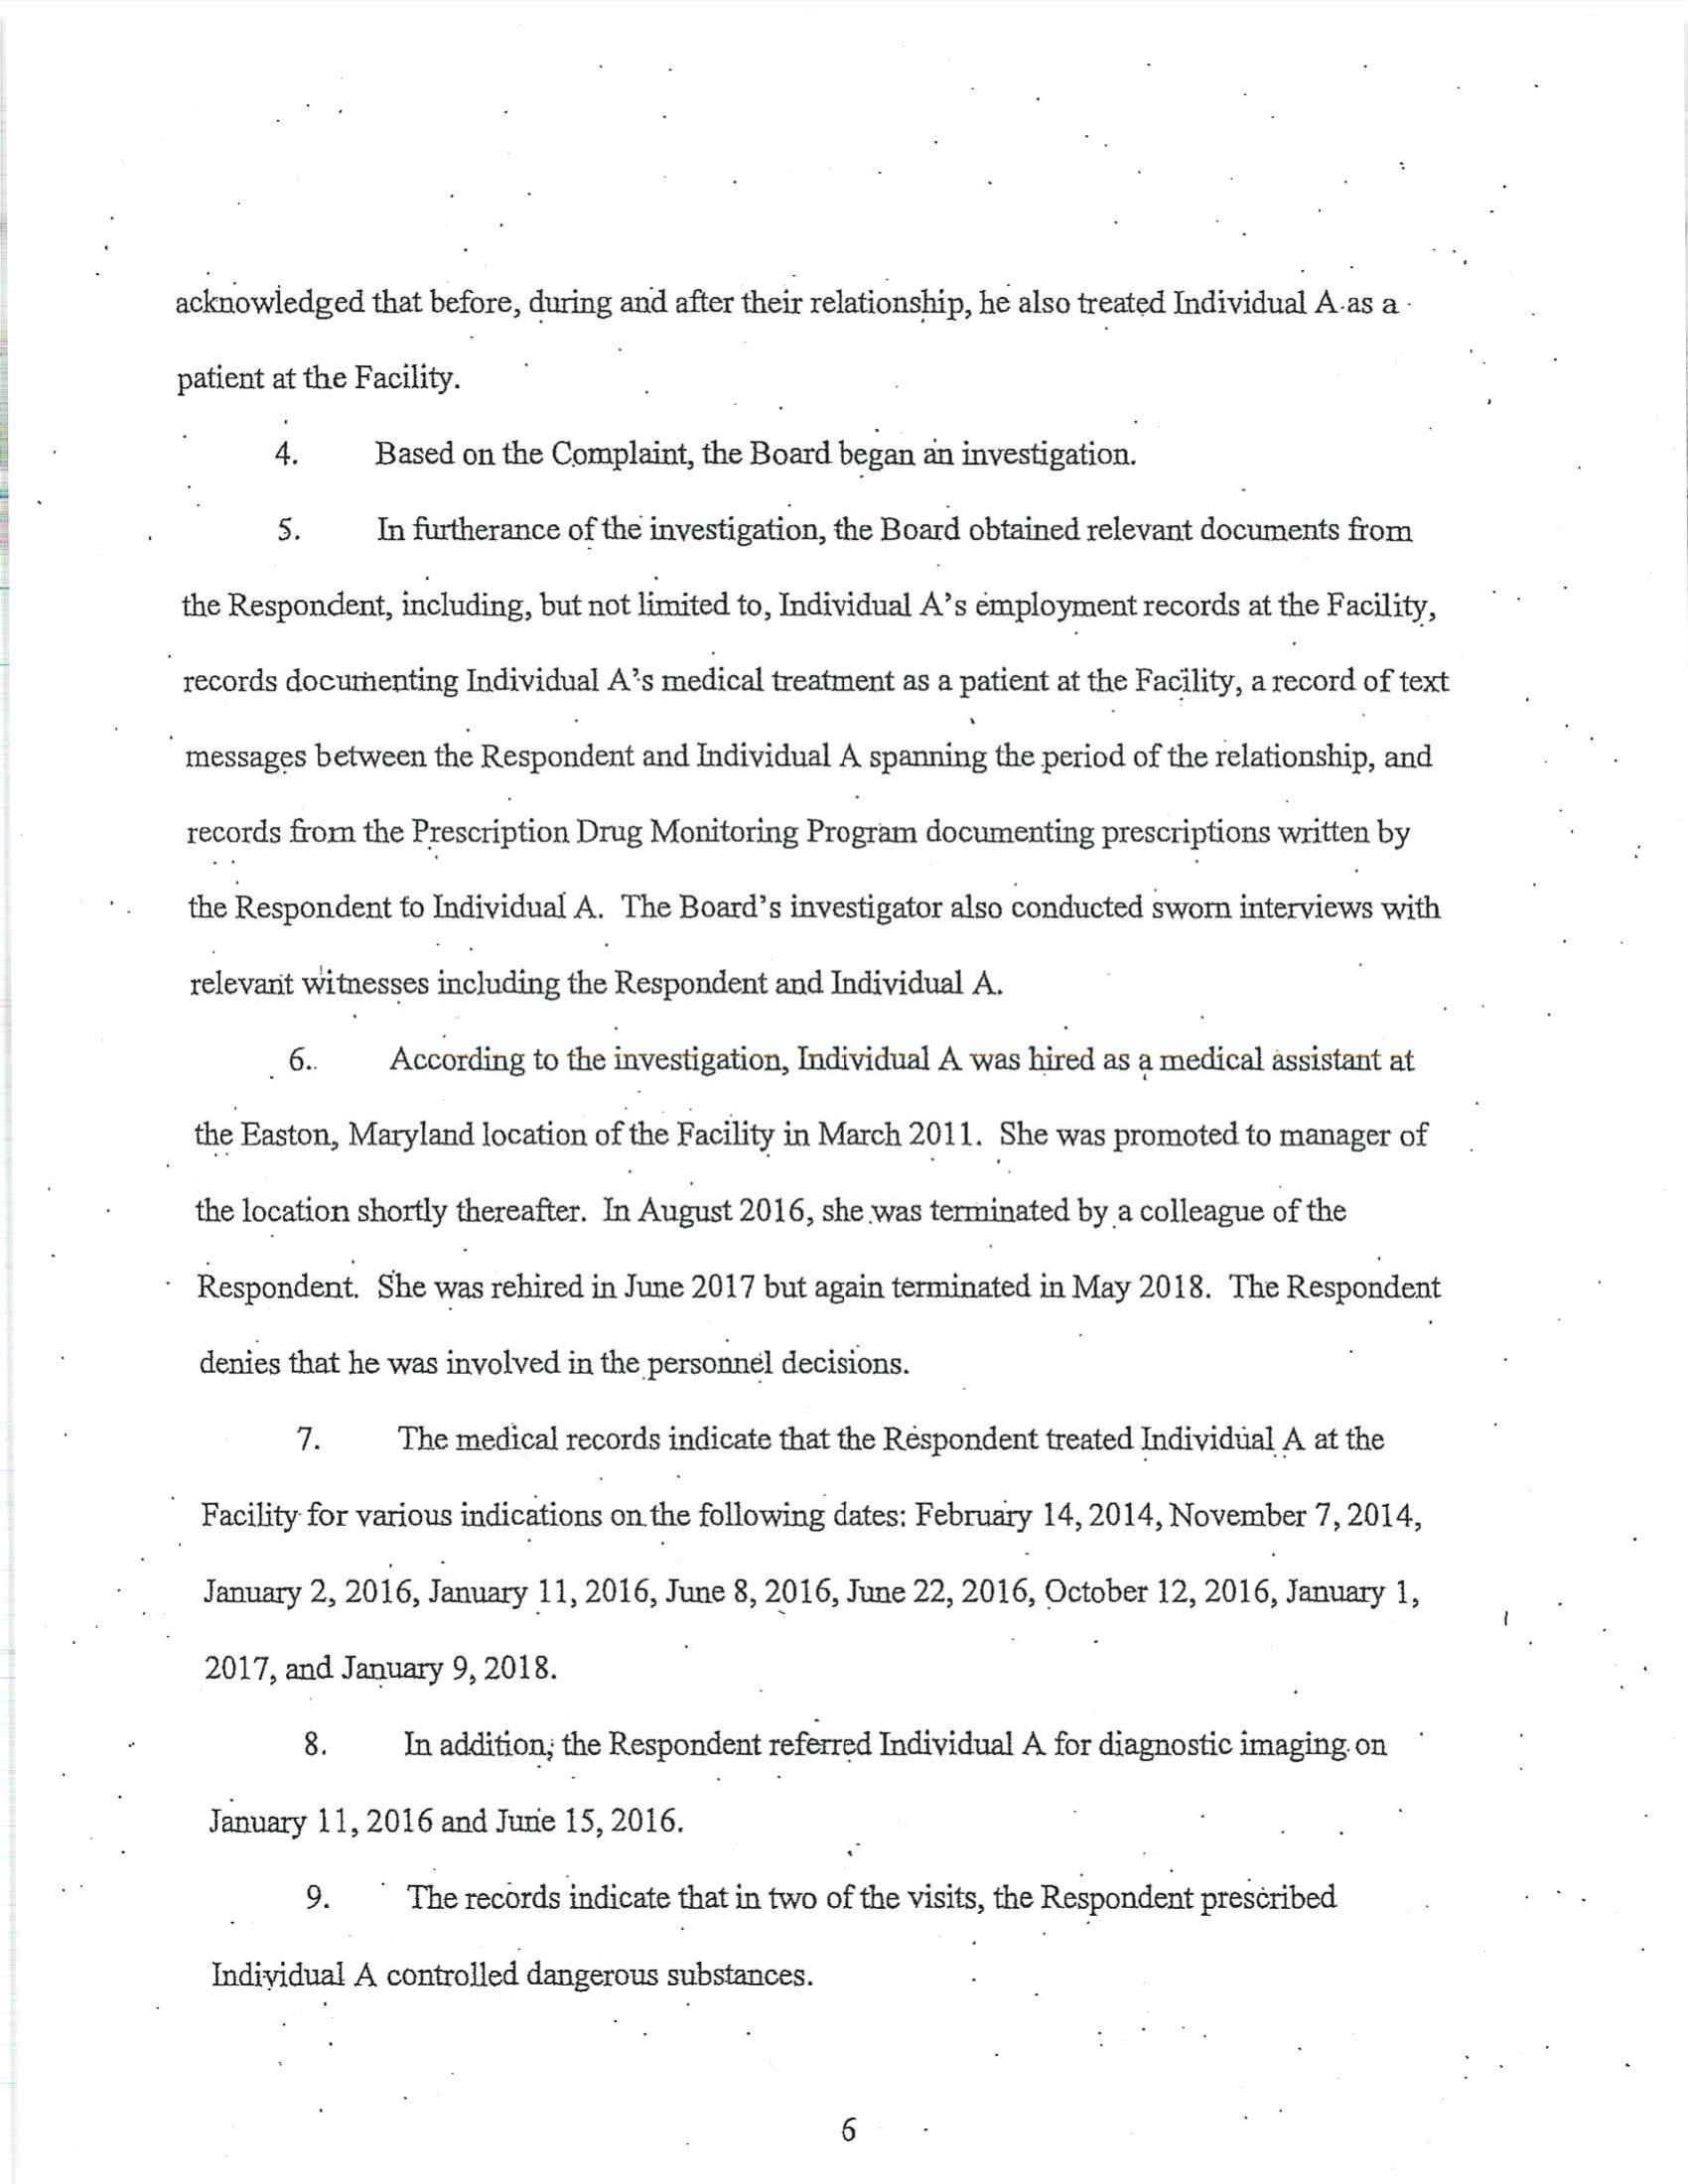 acknowledged that before, during and after their relationship, he also treated Individual A as a
patient at the Facility.
4. Based on the Complaint, the Board began an investigation.
5. In furtherance of the investigation, the Board obtained relevant documents from
the Respondent, including, but not limited to, Individual A's employment records at the Facility,
records documenting Individual A's medical treatment as a patient at the Facility, a record of text
messages between the Respondent and Individual A spanning the period of the relationship, and
records from the Prescription Drug Monitoring Program documenting prescriptions written by
the Respondent to Individual A. The Board's investigator also conducted sworn interviews with
relevant witnesses including the Respondent and Individual A.
6. According to the investigation, Individual A was hired as a medical assistant at
the Easton, Maryland location of the Facility in March 2011. She was promoted to manager of
the location shortly thereafter. In August 2016, she was terminated by a colleague of the
Respondent. She was rehired in June 2017 but again terminated in May 2018. The Respondent
denies that he was involved in the personnel decisions.
7. The medical records indicate that the Respondent treated Individual A at the
Facility for various indications on the following dates: February 14, 2014, November 7, 2014,
January 2, 2016, January 11, 2016, June 8, 2016, June 22, 2016, October 12, 2016, January 1,
2017, and January 9, 2018.
8. In addition, the Respondent referred Individual A for diagnostic imaging on
January 11, 2016 and June 15, 2016.
9. The records indicate that in two of the visits, the Respondent prescribed
Individual A controlled dangerous substances.
6